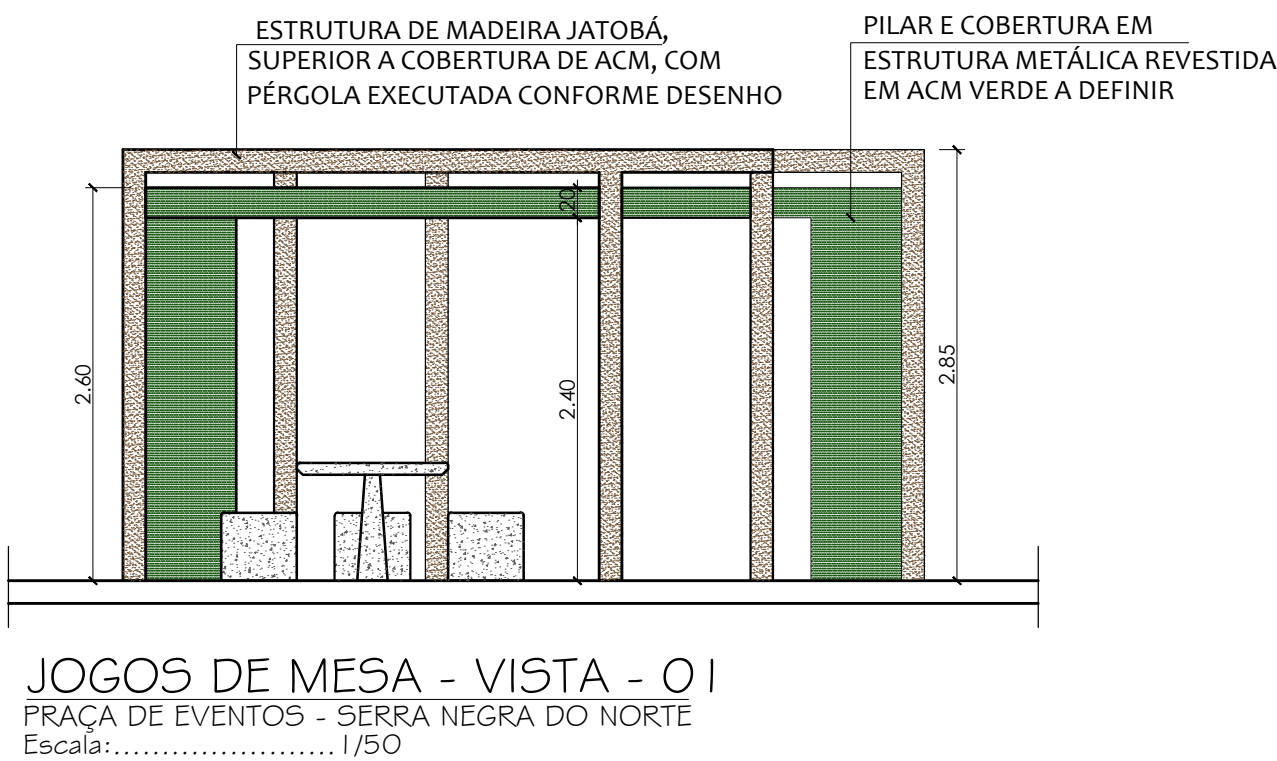 ESTRUTURA DE MADEIRA JATOBÁ,
SUPERIOR A COBERTURA DE ACM, COM
PÉRGOLA EXECUTADA CONFORME DESENHO
PILAR E COBERTURA EM
ESTRUTURA METÁLICA REVESTIDA
EM ACM VERDE A DEFINIR
20
2.60
2.40
2.85
JOGOS DE MESA - VISTA - 01
PRAÇA DE EVENTOS - SERRA NEGRA DO NORTE
Escala:.......................1/50